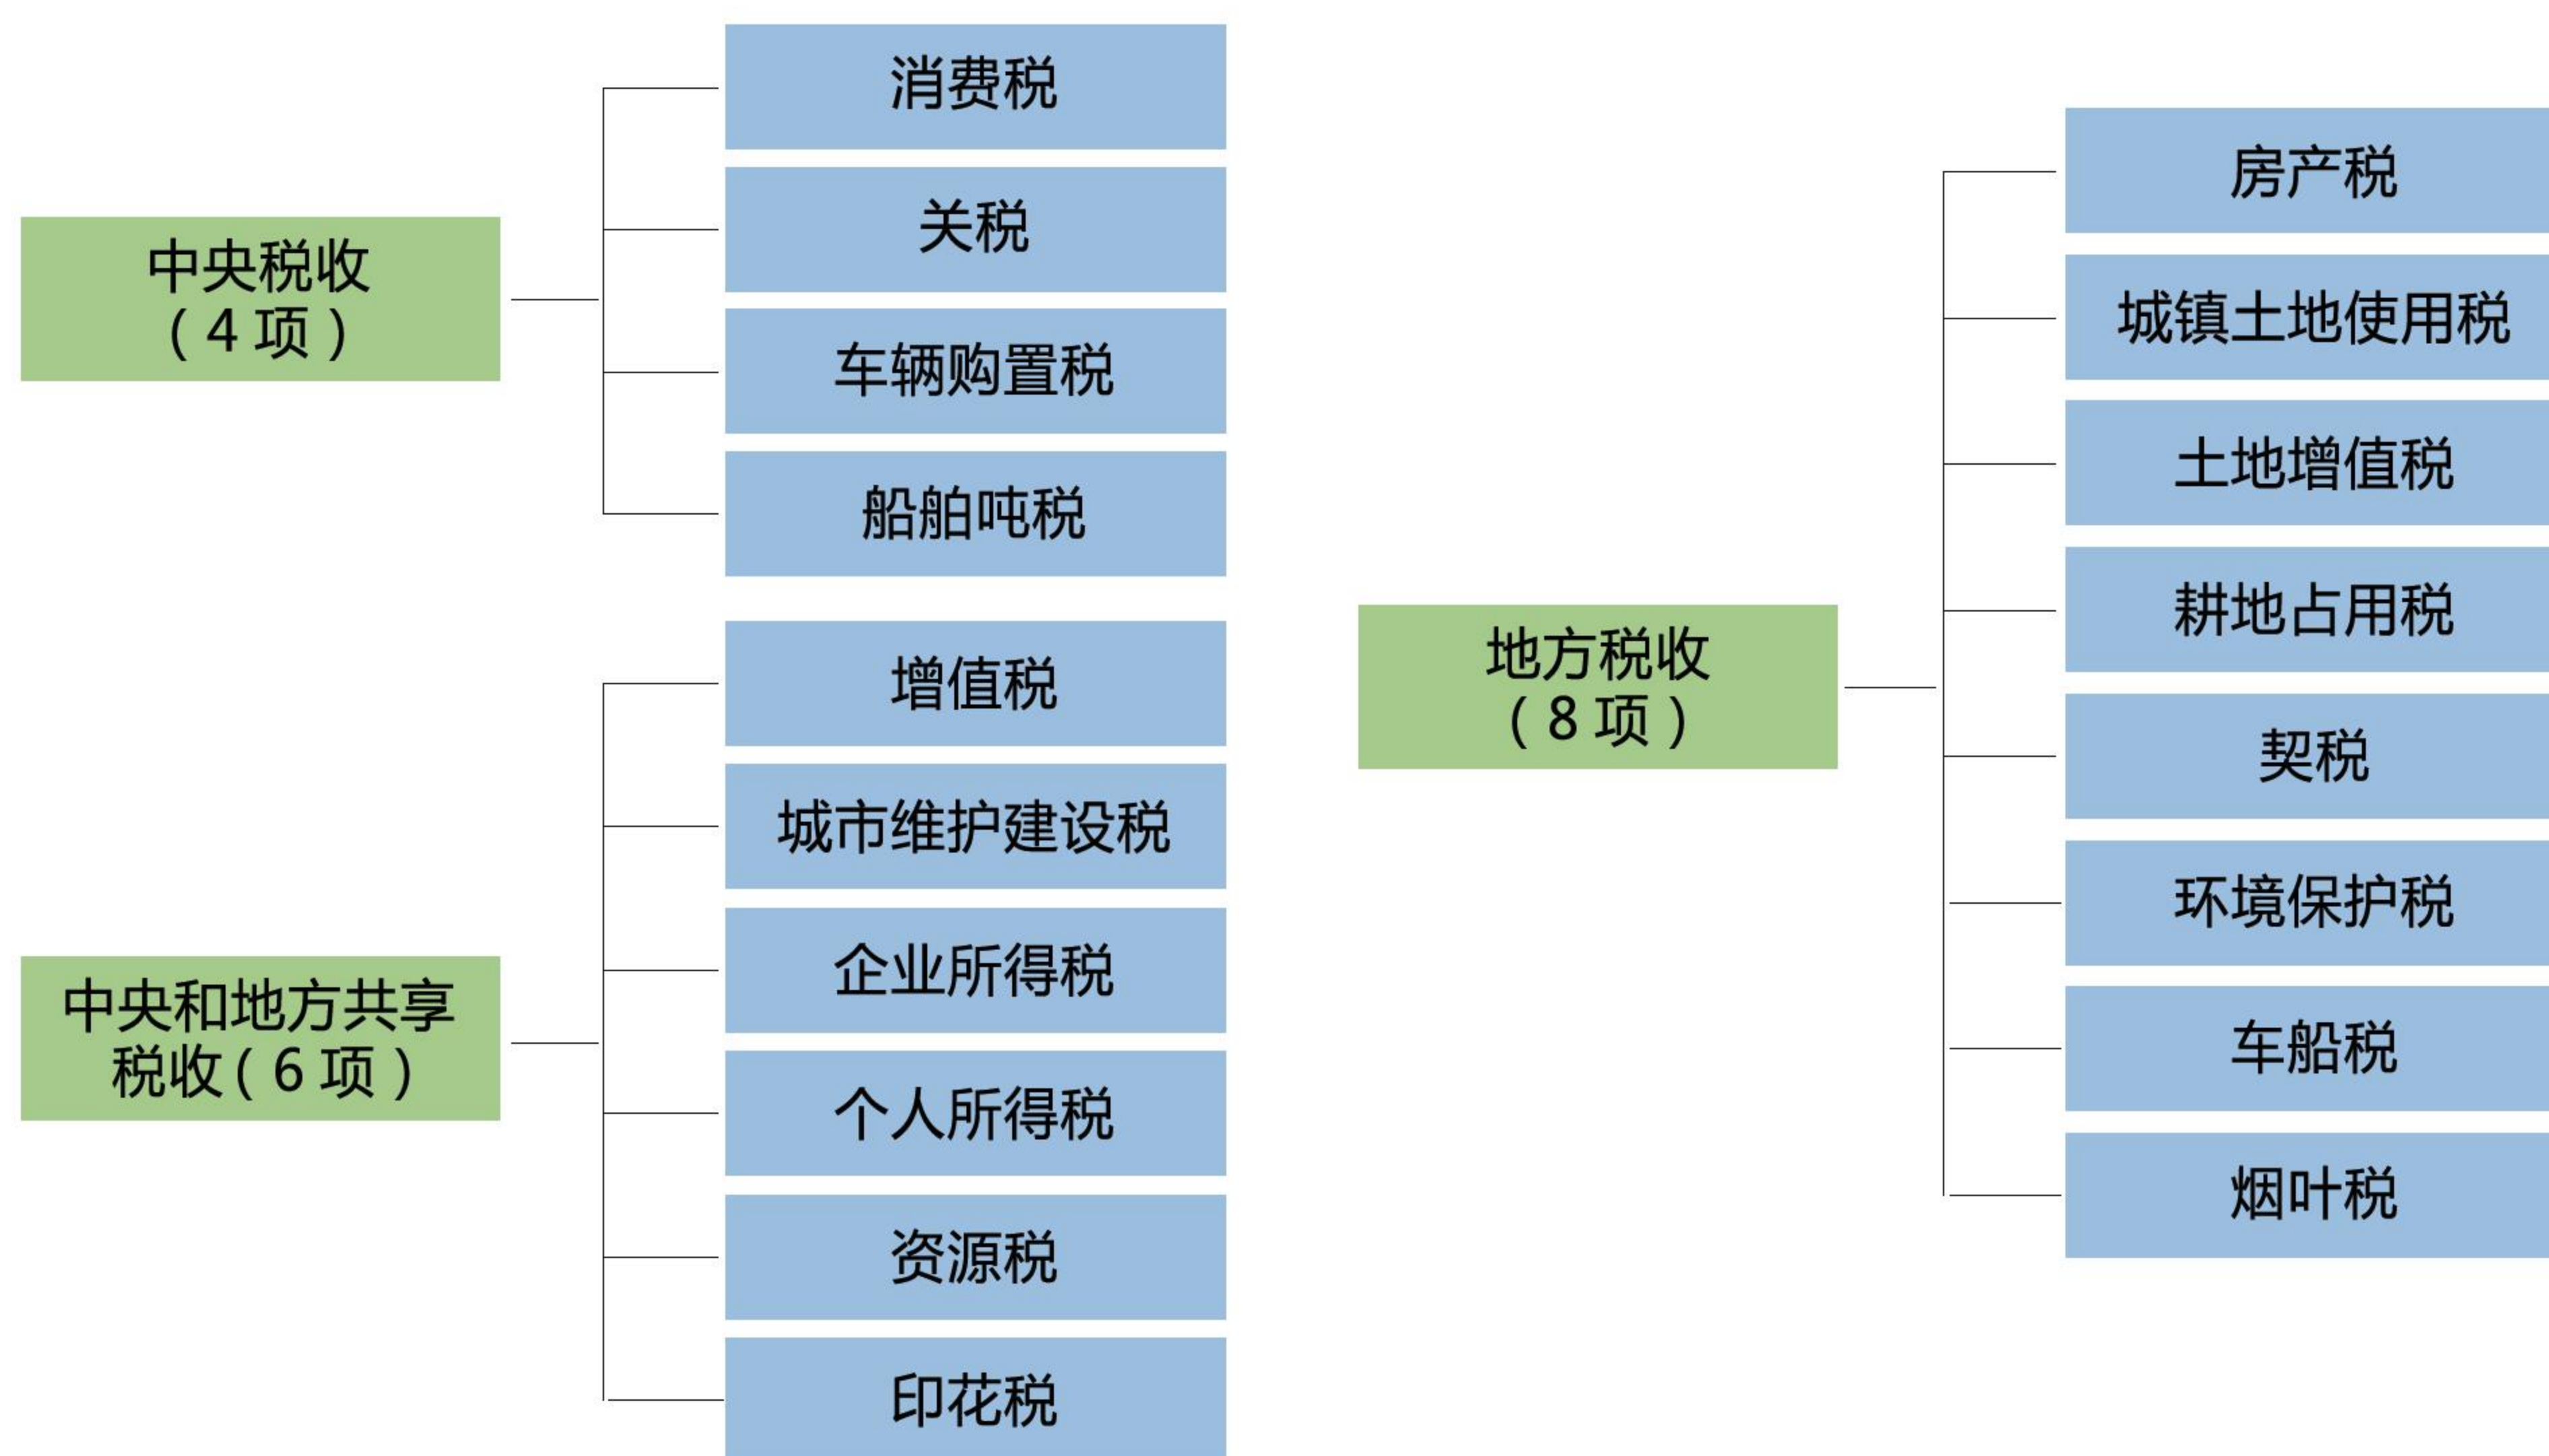 中央税收
（4项）
消费税
关税
车辆购置税
船舶吨税
中央和地方共享
税收（6项）
增值税
城市维护建设税
企业所得税
个人所得税
资源税
印花税
地方税收
（8项）
房产税
城镇土地使用税
土地增值税
耕地占用税
契税
环境保护税
车船税
烟叶税